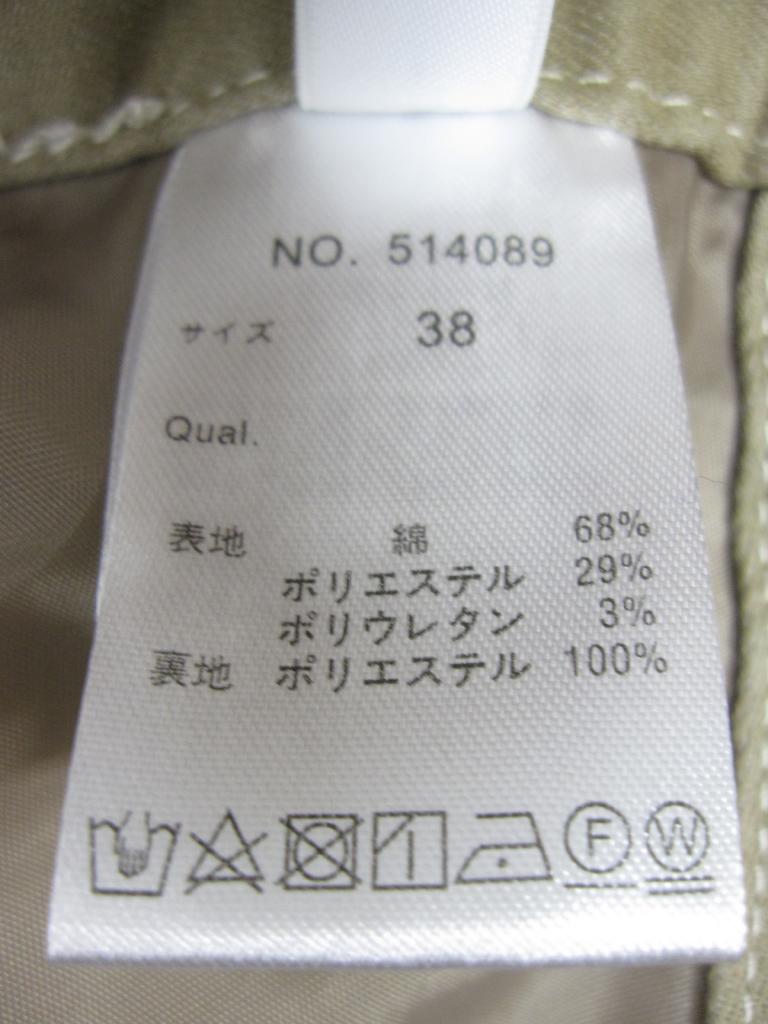 NO. 514089
サイズ 38
Qual.
表地 綿 68%
ポリエステル 29%
ポリウレタン 3%
裏地 ポリエステル 100%
F W